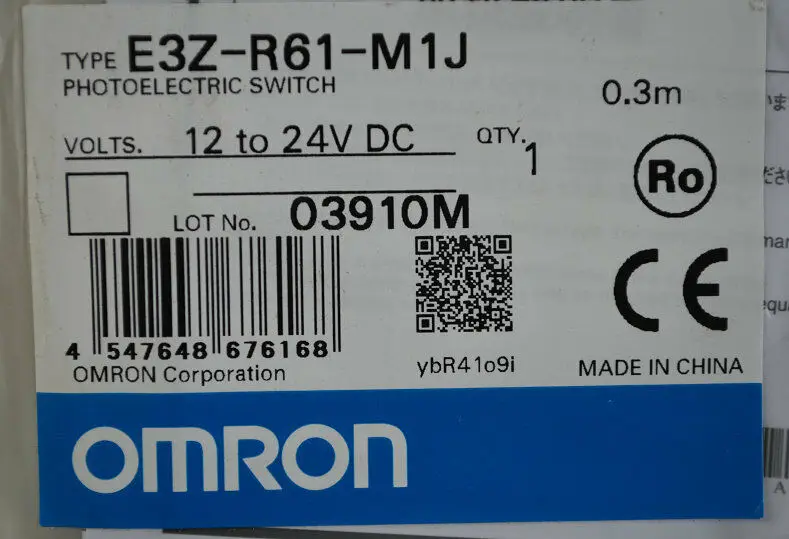 TYPE E3Z-R61-M1J
PHOTOELECTRIC SWITCH
0.3m
VOLTS. 12 to 24V DC
QTY. 1
Ro
LOT No. 03910M
CE
4 547648 676168
ybR41o9i
OMRON Corporation
MADE IN CHINA
OMRON
A